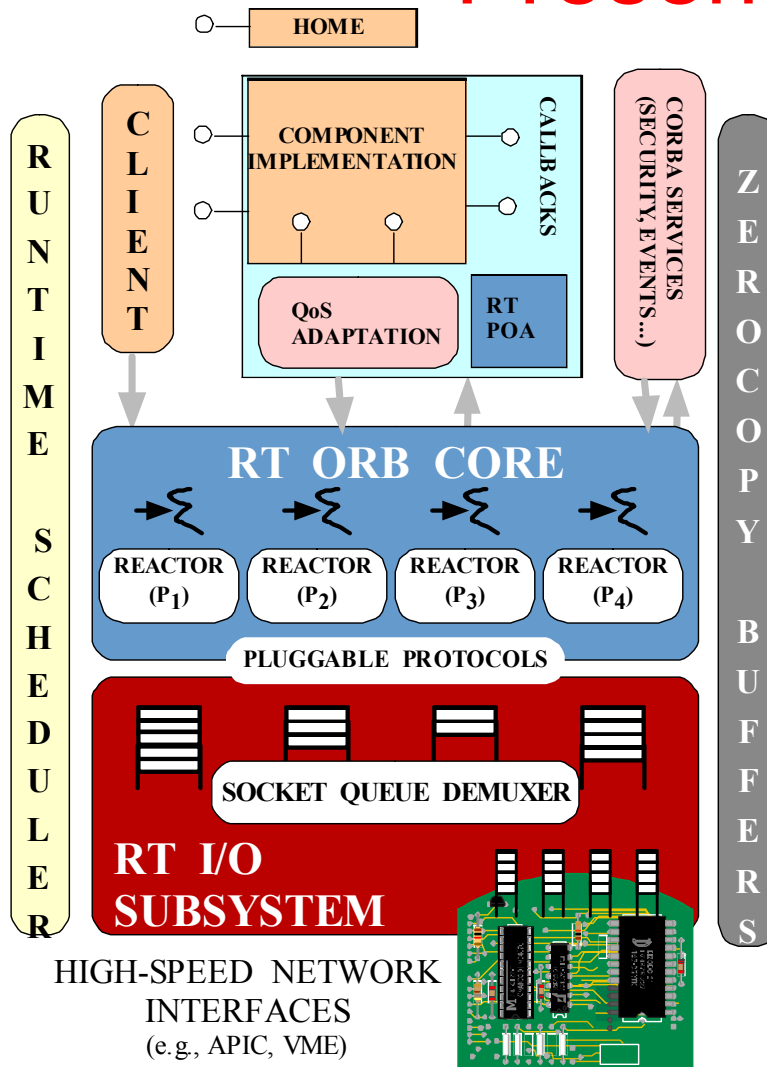 HOME
RUNTIME SCHEDULER
CLIENT
COMPONENT
IMPLEMENTATION
CALLBACKS
QoS
ADAPTATION
RT
POA
CORBA SERVICES
(SECURITY, EVENTS...)
ZEROCOPY BUFFERS
RT ORB CORE
REACTOR
(P1)
REACTOR
(P2)
REACTOR
(P3)
REACTOR
(P4)
PLUGGABLE PROTOCOLS
SOCKET QUEUE DEMUXER
RT I/O
SUBSYSTEM
HIGH-SPEED NETWORK
INTERFACES
(e.g., APIC, VME)